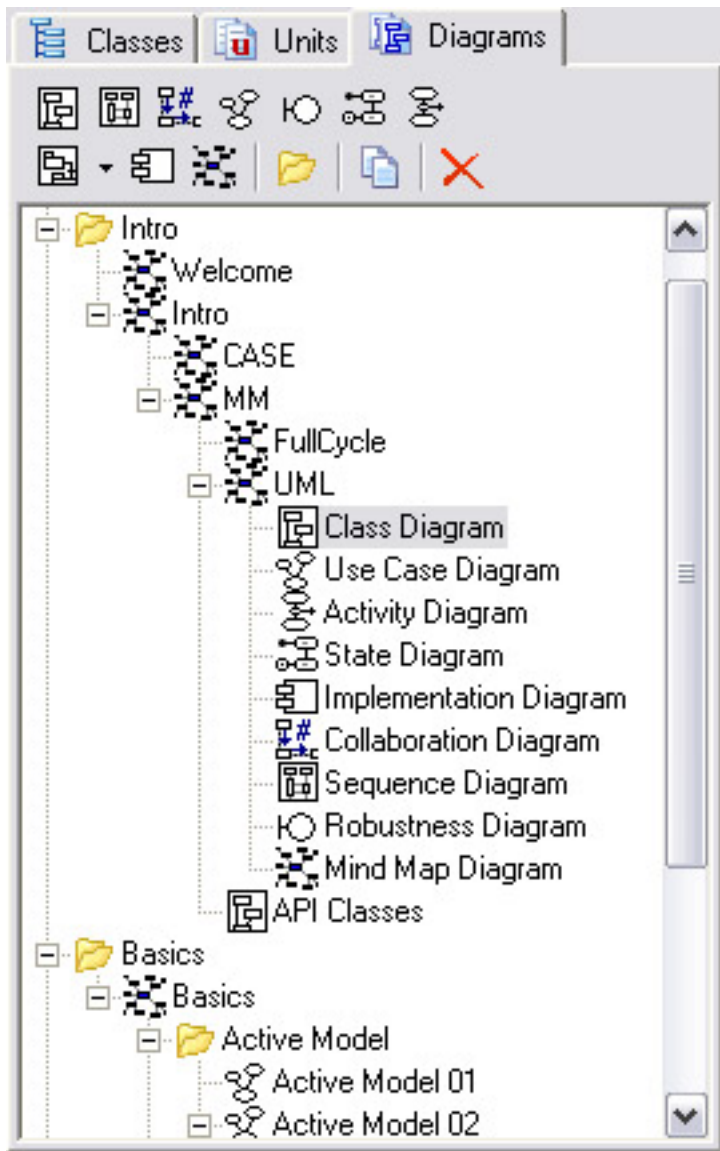 Classes Units Diagrams
Intro
Welcome
Intro
CASE
MM
FullCycle
UML
Class Diagram
Use Case Diagram
Activity Diagram
State Diagram
Implementation Diagram
Collaboration Diagram
Sequence Diagram
Robustness Diagram
Mind Map Diagram
API Classes
Basics
Basics
Active Model
Active Model 01
Active Model 02